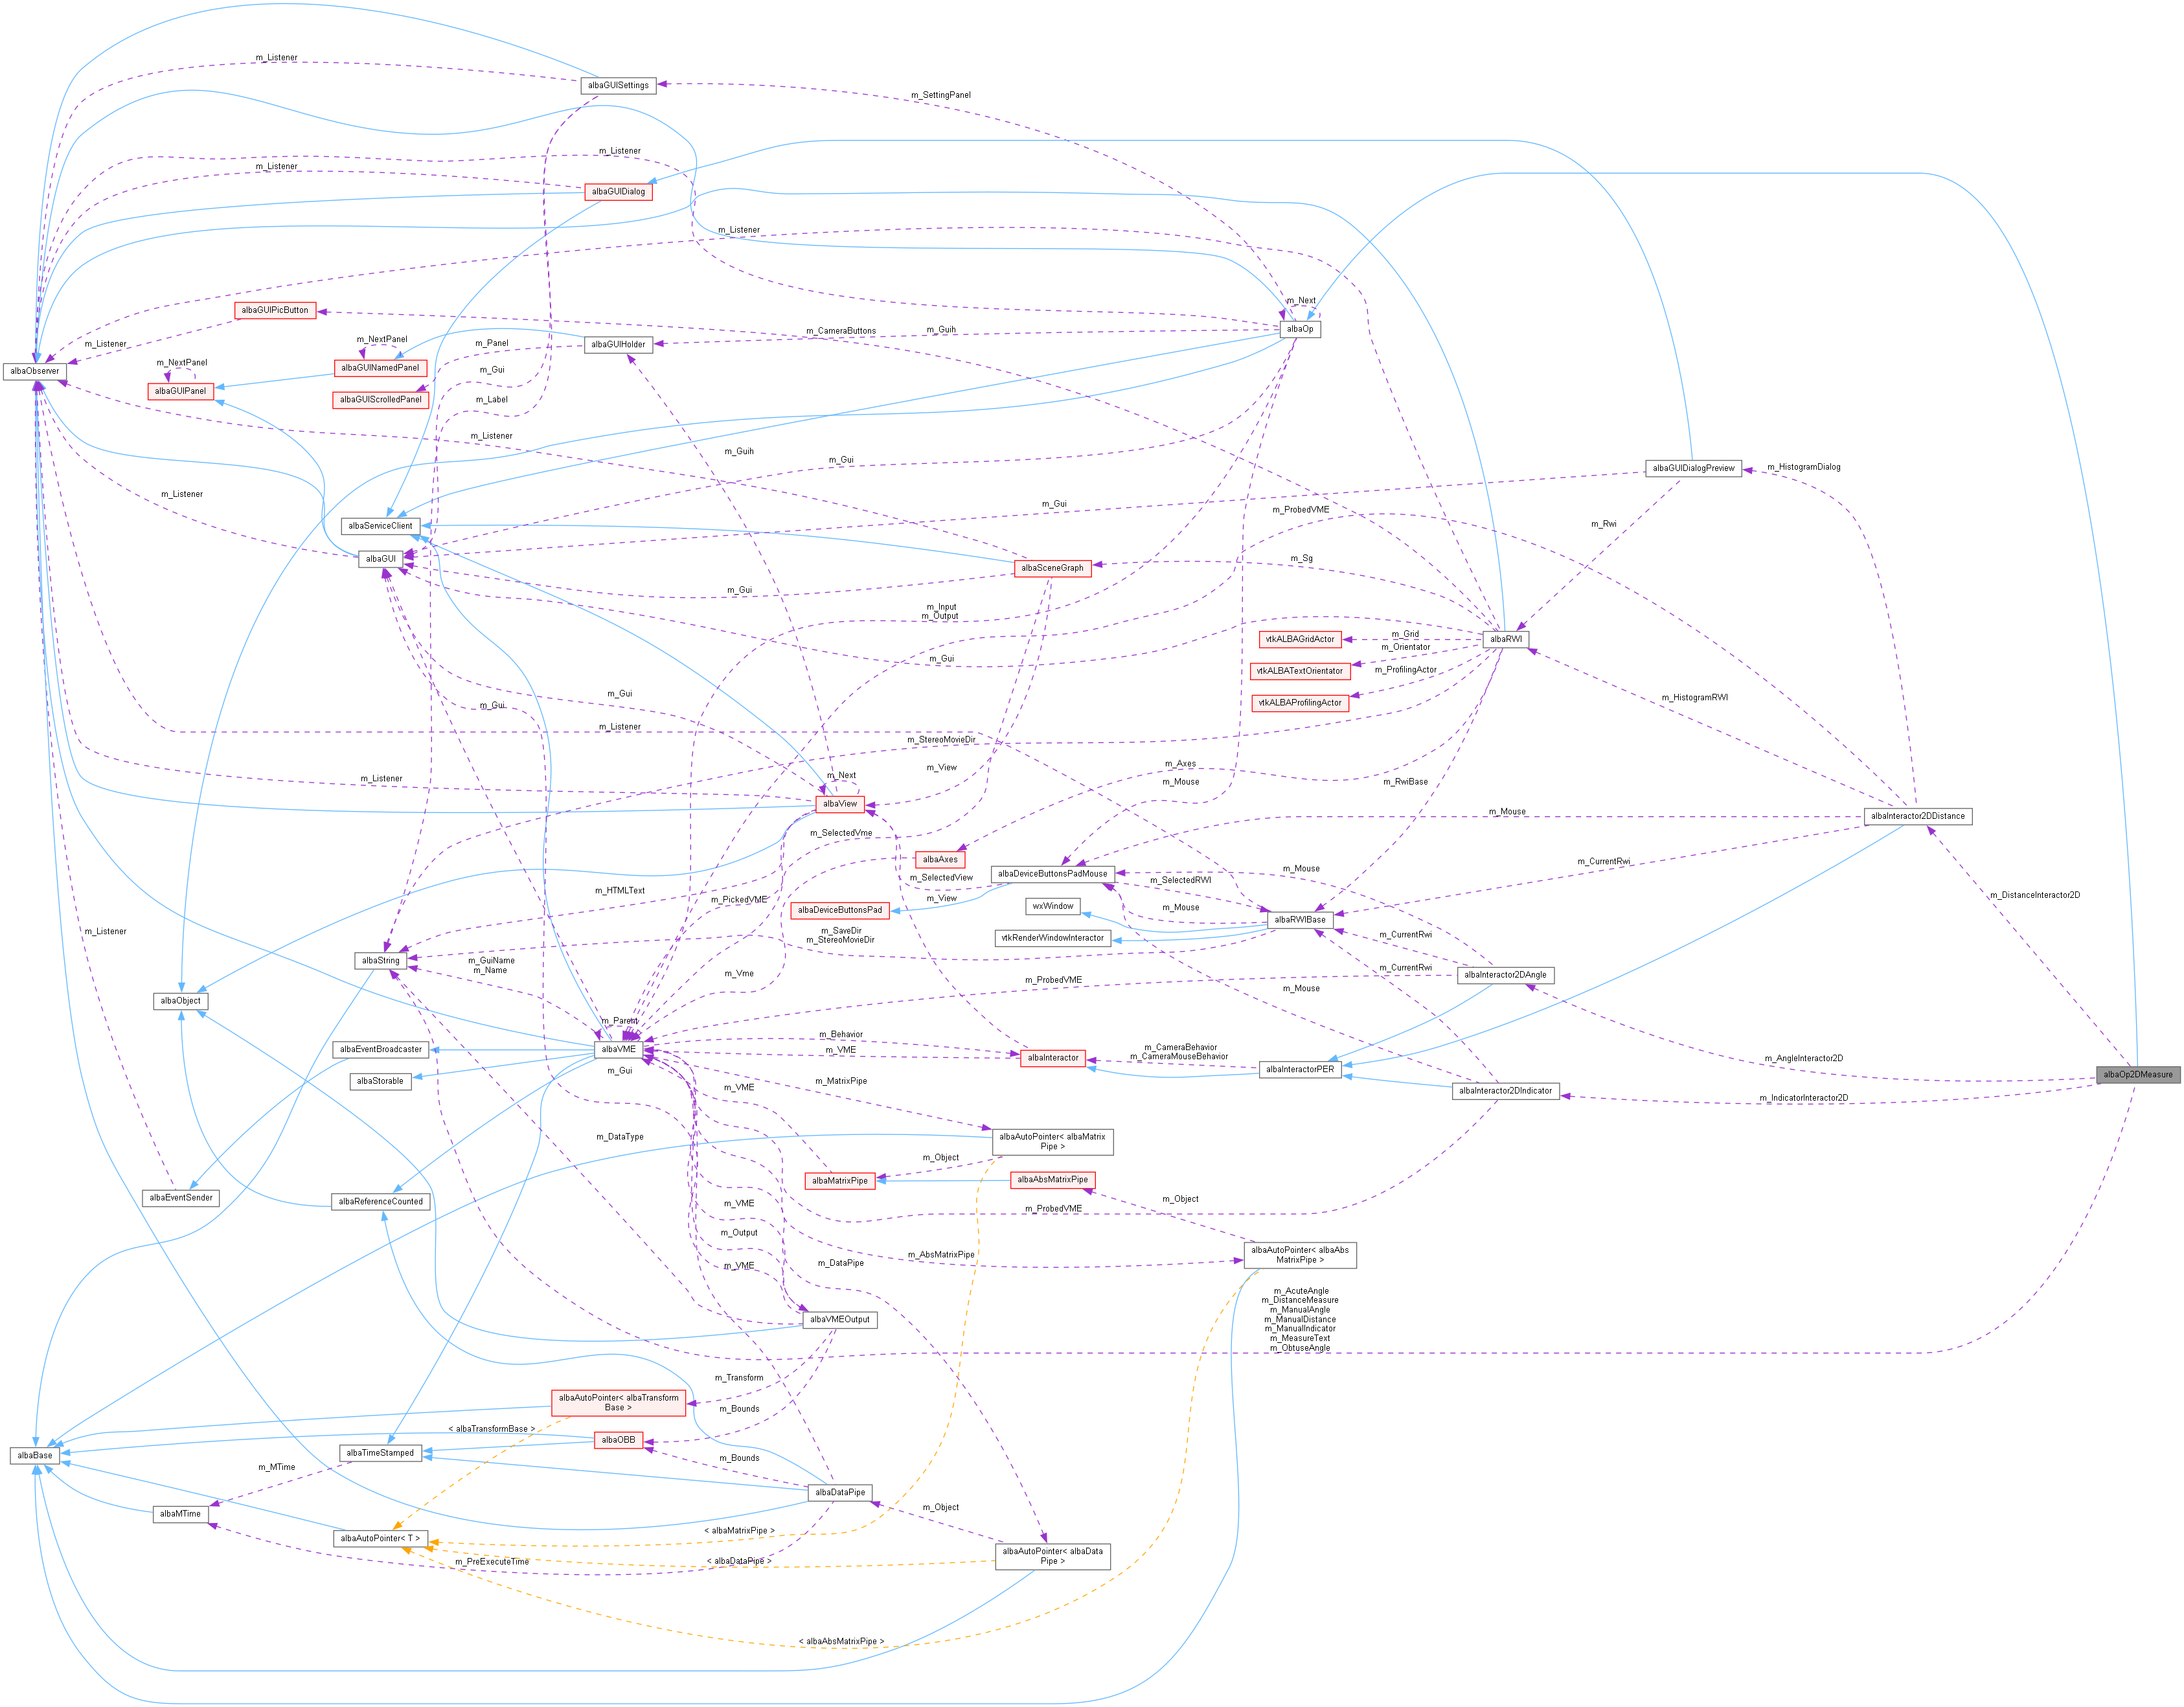 m_Listener
albaGUISettings
m_SettingPanel
m_Listener
m_Listener
albaGUIDialog
m_Listener
albaGUIPicButton
m_Next
albaOp
m_CameraButtons
m_Guih
m_NextPanel
m_Panel
albaGUIHolder
m_Listener
albaObserver
m_NextPanel
albaGUINamedPanel
m_Gui
albaGUIPanel
albaGUIScrolledPanel
m_Label
m_Listener
m_Guih
m_Gui
albaGUIDialogPreview
m_HistogramDialog
m_Listener
m_Gui
m_ProbedVME
m_Rwi
albaServiceClient
albaGUI
albaSceneGraph
m_Sg
m_Gui
m_Input
m_Output
vtkALBAGridActor
m_Grid
albaRWI
m_Orientator
m_Gui
vtkALBATextOrientator
m_ProfilingActor
m_Gui
vtkALBAProfilingActor
m_HistogramRWI
m_Gui
m_Listener
m_StereoMovieDir
m_View
m_Axes
m_Listener
m_Next
m_Mouse
m_RwiBase
albaView
m_Mouse
albaInteractor2DDistance
m_SelectedVme
albaAxes
m_CurrentRwi
m_HTMLText
m_SelectedView
albaDeviceButtonsPadMouse
m_Mouse
m_SelectedRWI
m_DistanceInteractor2D
m_PickedVME
m_View
albaDeviceButtonsPad
wxWindow
m_Mouse
albaRWIBase
m_Listener
m_SaveDir
m_StereoMovieDir
vtkRenderWindowInteractor
m_CurrentRwi
albaString
m_GuiName
m_Name
m_Vme
m_ProbedVME
m_CurrentRwi
albaInteractor2DAngle
m_Mouse
albaObject
m_Parent
m_Behavior
albaEventBroadcaster
albaVME
m_VME
albaInteractor
m_CameraBehavior
m_CameraMouseBehavior
m_AngleInteractor2D
albaStorable
m_Gui
albaInteractorPER
albaOp2DMeasure
m_VME
m_MatrixPipe
albaInteractor2DIndicator
m_IndicatorInteractor2D
m_DataType
albaAutoPointer< albaMatrix
Pipe >
m_Object
albaEventSender
albaReferenceCounted
albaMatrixPipe
albaAbsMatrixPipe
m_Object
m_VME
m_ProbedVME
m_Output
m_AbsMatrixPipe
albaAutoPointer< albaAbs
MatrixPipe >
m_VME
m_DataPipe
m_AcuteAngle
m_DistanceMeasure
m_ManualAngle
m_ManualDistance
m_ManualIndicator
m_MeasureText
m_ObtuseAngle
albaVMEOutput
m_Transform
albaAutoPointer< albaTransform
Base >
m_Bounds
< albaTransformBase >
albaOBB
albaBase
albaTimeStamped
m_MTime
m_Bounds
albaDataPipe
albaMTime
m_Object
albaAutoPointer< T >
< albaMatrixPipe >
m_PreExecuteTime
< albaDataPipe >
albaAutoPointer< albaData
Pipe >
< albaAbsMatrixPipe >